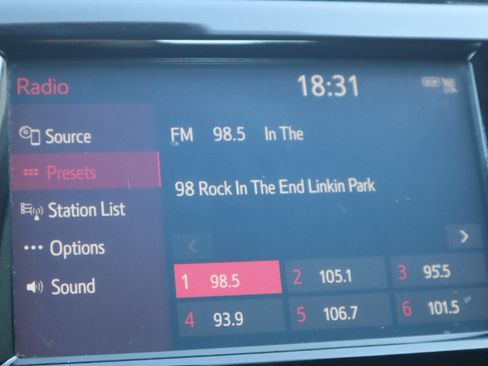 Radio 18:31 DCM
Source
FM 98.5 In The
Presets
98 Rock In The End Linkin Park
Station List
Options
Sound
1 98.5 2 105.1 3 95.5
4 93.9 5 106.7 6 101.5